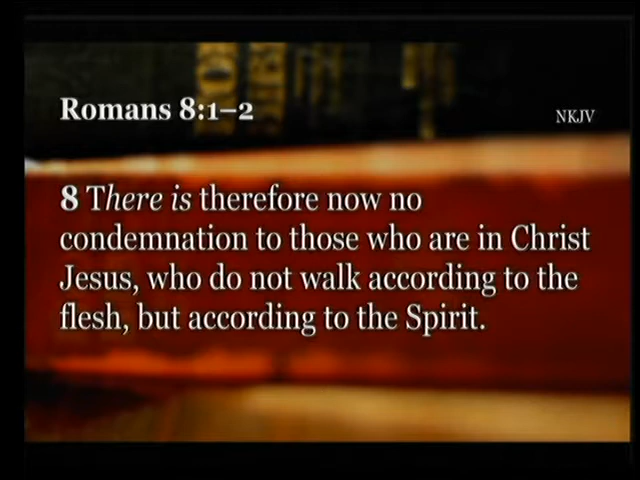 Romans 8:1–2
NKJV
8 There is therefore now no
condemnation to those who are in Christ
Jesus, who do not walk according to the
flesh, but according to the Spirit.